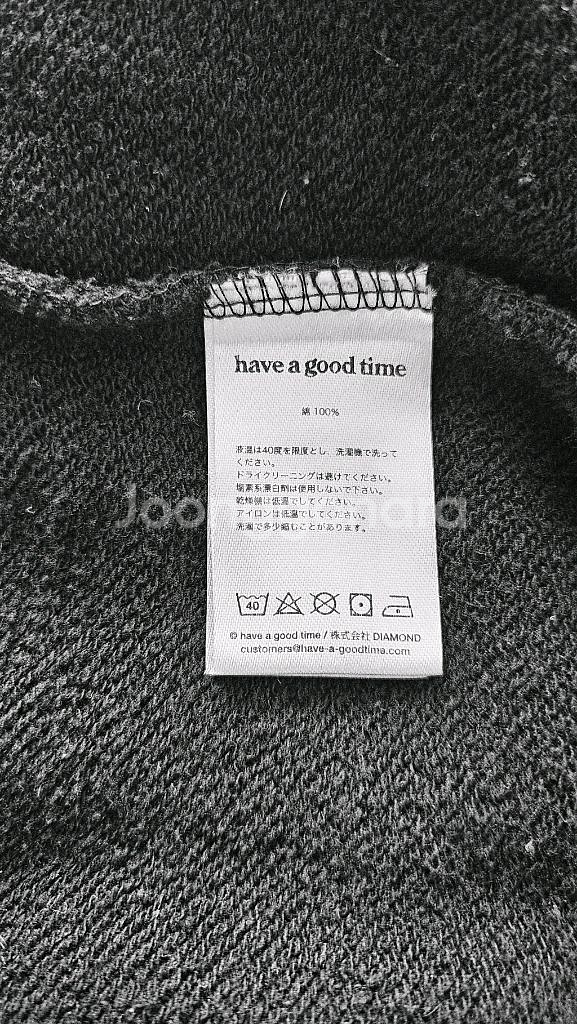 have a good time
綿 100%
液温は40度を限度とし、洗濯機で洗って
ください。
ドライクリーニングは避けてください。
塩素系漂白剤は使用しないで下さい。
乾燥機は低温でしてください。
アイロンは低温でしてください。
洗濯で多少縮むことがあります。
40
© have a good time / 株式会社 DIAMOND
customers@have-a-goodtime.com